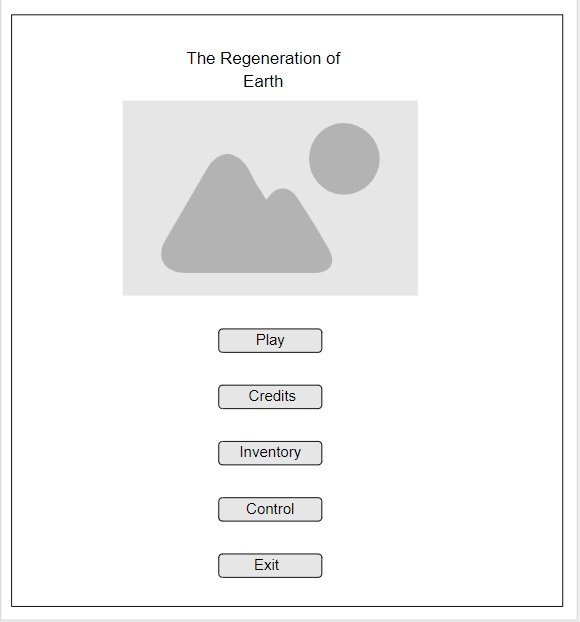 The Regeneration of
Earth
Play
Credits
Inventory
Control
Exit